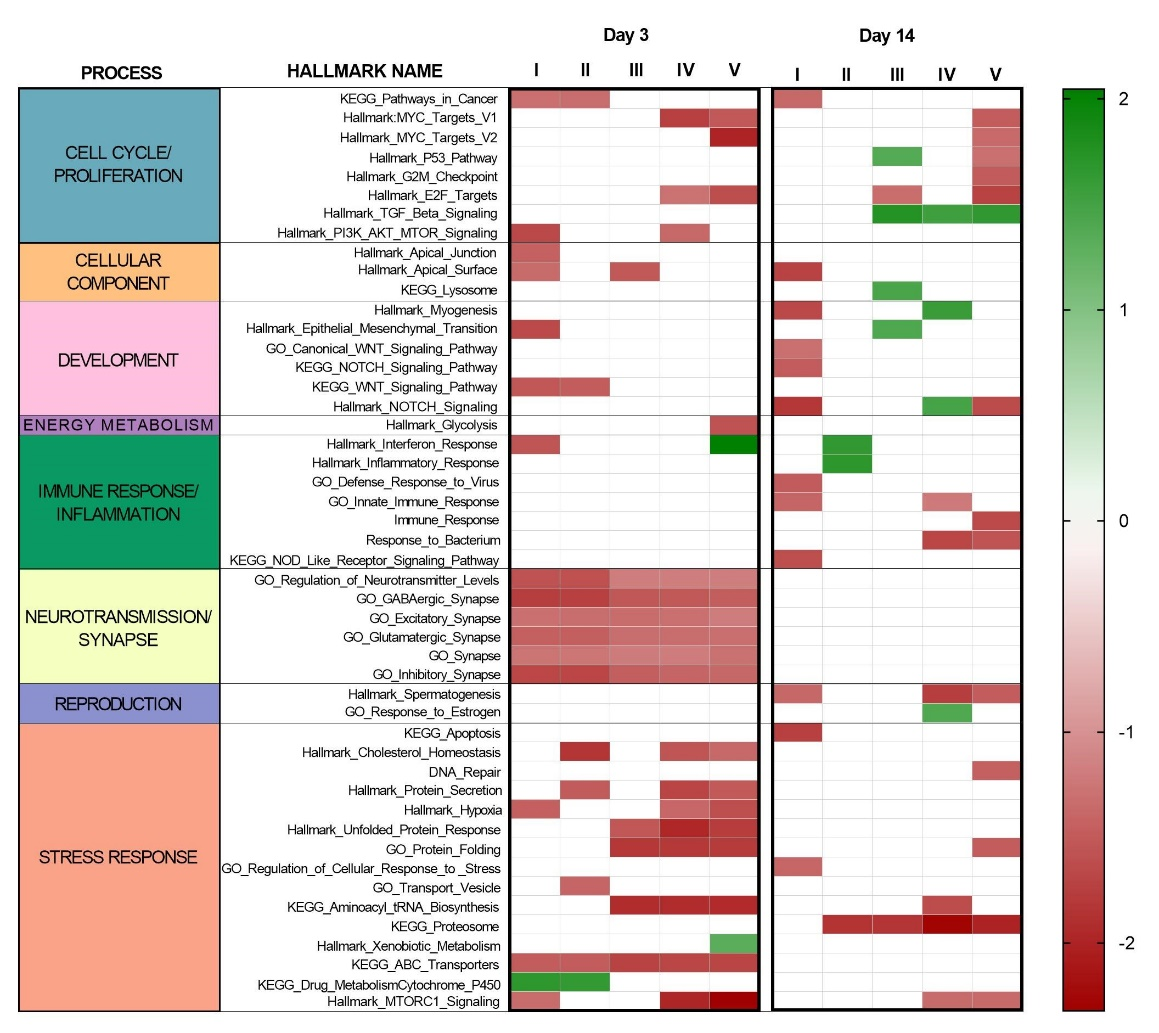 Day 3 Day 14
PROCESS HALLMARK NAME I II III IV V I II III IV V
CELL CYCLE/
PROLIFERATION
KEGG_Pathways_in_Cancer
Hallmark:MYC_Targets_V1
Hallmark_MYC_Targets_V2
Hallmark_P53_Pathway
Hallmark_G2M_Checkpoint
Hallmark_E2F_Targets
Hallmark_TGF_Beta_Signaling
Hallmark_PI3K_AKT_MTOR_Signaling
CELLULAR
COMPONENT
Hallmark_Apical_Junction
Hallmark_Apical_Surface
KEGG_Lysosome
DEVELOPMENT
Hallmark_Myogenesis
Hallmark_Epithelial_Mesenchymal_Transition
GO_Canonical_WNT_Signaling_Pathway
KEGG_NOTCH_Signaling_Pathway
KEGG_WNT_Signaling_Pathway
Hallmark_NOTCH_Signaling
ENERGY METABOLISM
Hallmark_Glycolysis
IMMUNE RESPONSE/
INFLAMMATION
Hallmark_Interferon_Response
Hallmark_Inflammatory_Response
GO_Defense_Response_to_Virus
GO_Innate_Immune_Response
Immune_Response
Response_to_Bacterium
KEGG_NOD_Like_Receptor_Signaling_Pathway
NEUROTRANSMISSION/
SYNAPSE
GO_Regulation_of_Neurotransmitter_Levels
GO_GABAergic_Synapse
GO_Excitatory_Synapse
GO_Glutamatergic_Synapse
GO_Synapse
GO_Inhibitory_Synapse
REPRODUCTION
Hallmark_Spermatogenesis
GO_Response_to_Estrogen
STRESS RESPONSE
KEGG_Apoptosis
Hallmark_Cholesterol_Homeostasis
DNA_Repair
Hallmark_Protein_Secretion
Hallmark_Hypoxia
Hallmark_Unfolded_Protein_Response
GO_Protein_Folding
GO_Regulation_of_Cellular_Response_to _Stress
GO_Transport_Vesicle
KEGG_Aminoacyl_tRNA_Biosynthesis
KEGG_Proteosome
Hallmark_Xenobiotic_Metabolism
KEGG_ABC_Transporters
KEGG_Drug_MetabolismCytochrome_P450
Hallmark_MTORC1_Signaling
2
1
0
-1
-2